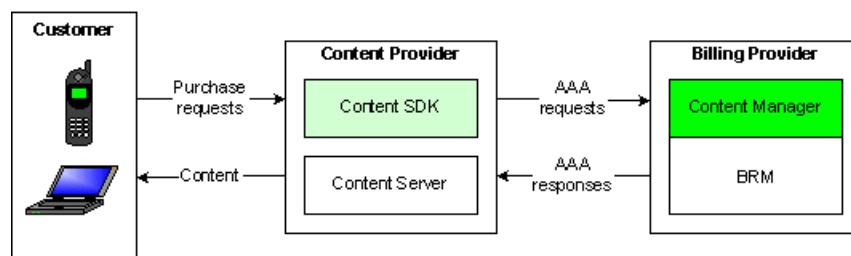 Customer
Content Provider
Billing Provider
Purchase
requests
Content SDK
AAA
requests
Content Manager
Content
Content Server
AAA
responses
BRM